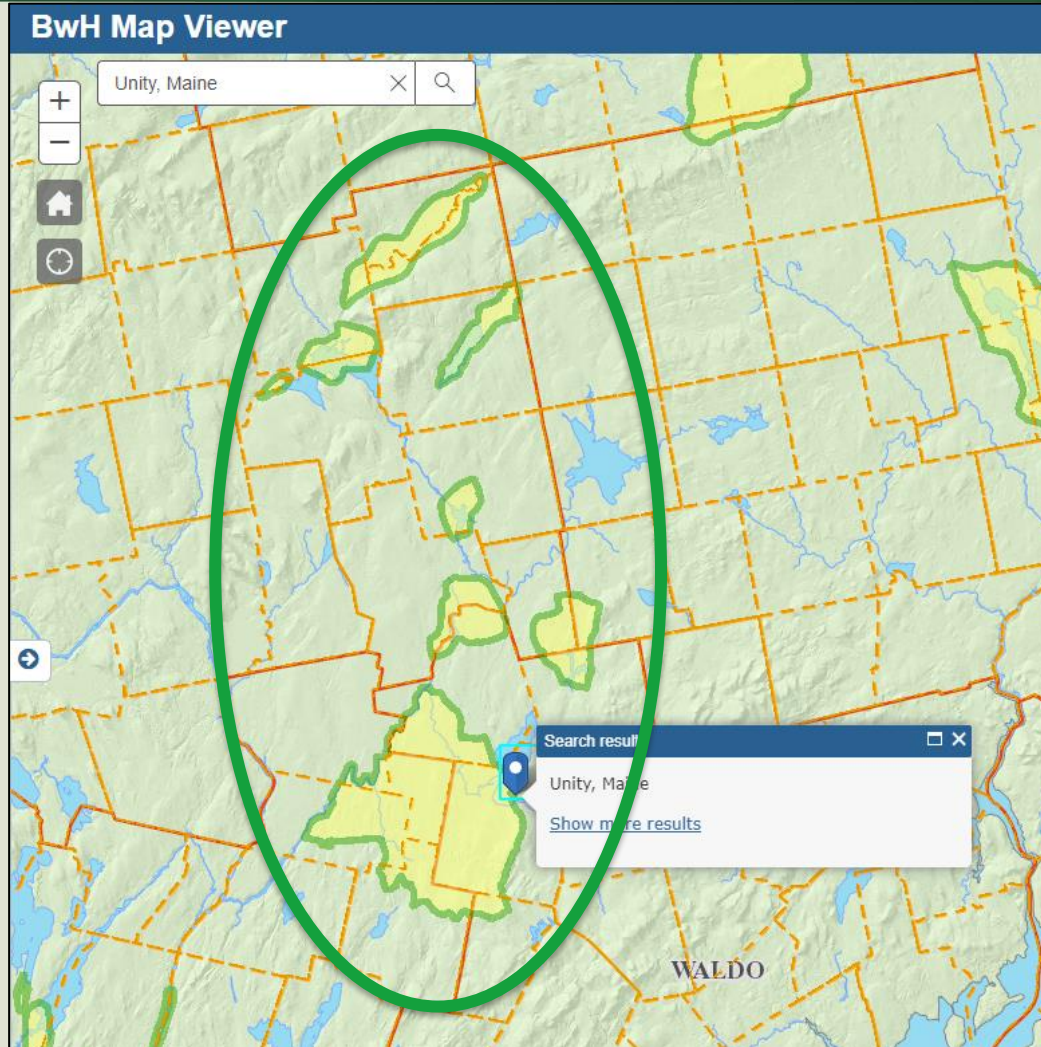 BwH Map Viewer
Unity, Maine
+
−
Search result
Unity, Maine
Show more results
WALDO